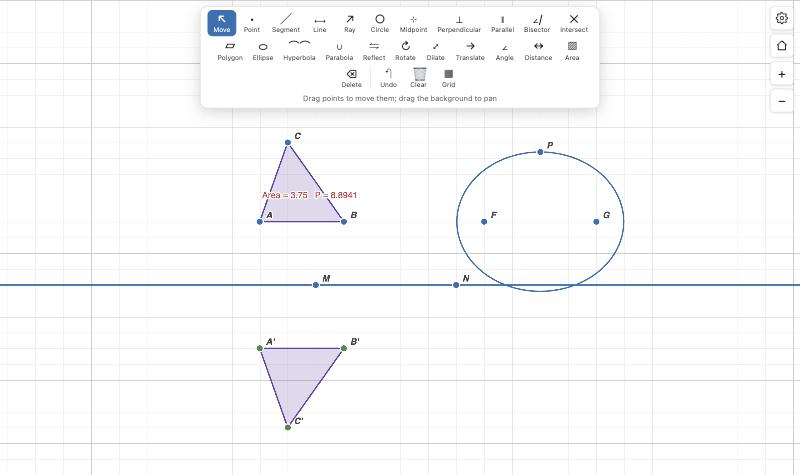 Move Point Segment Line Ray Circle Midpoint Perpendicular Parallel Bisector Intersect
Polygon Ellipse Hyperbola Parabola Reflect Rotate Dilate Translate Angle Distance Area
Delete Undo Clear Grid
Drag points to move them; drag the background to pan
C
P
Area = 3.75 P = 8.8941
A B F G
M N
A' B'
C'